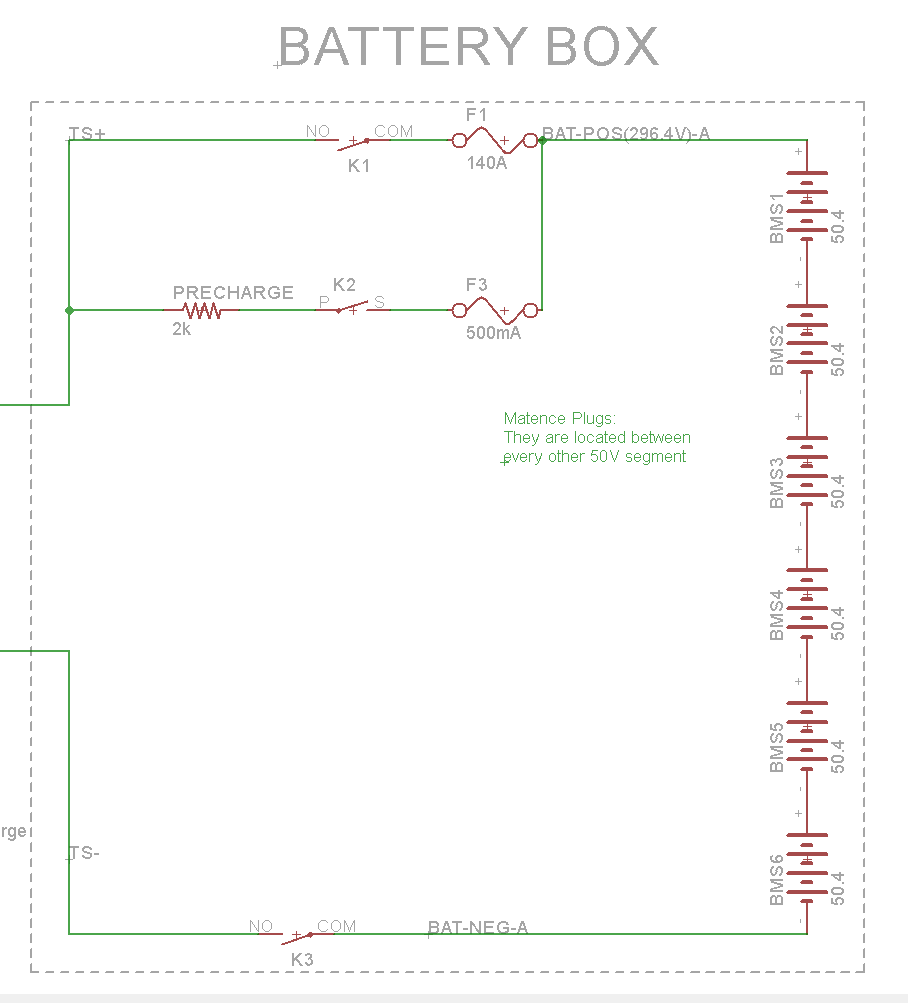 BATTERY BOX
TS+
NO
COM
K1
F1
140A
BAT-POS(296.4V)-A
PRECHARGE
2k
K2
P
S
F3
500mA
Matence Plugs:
They are located between
every other 50V segment
BMS1
50.4
BMS2
50.4
BMS3
50.4
BMS4
50.4
BMS5
50.4
BMS6
50.4
rge
TS-
NO
COM
K3
BAT-NEG-A